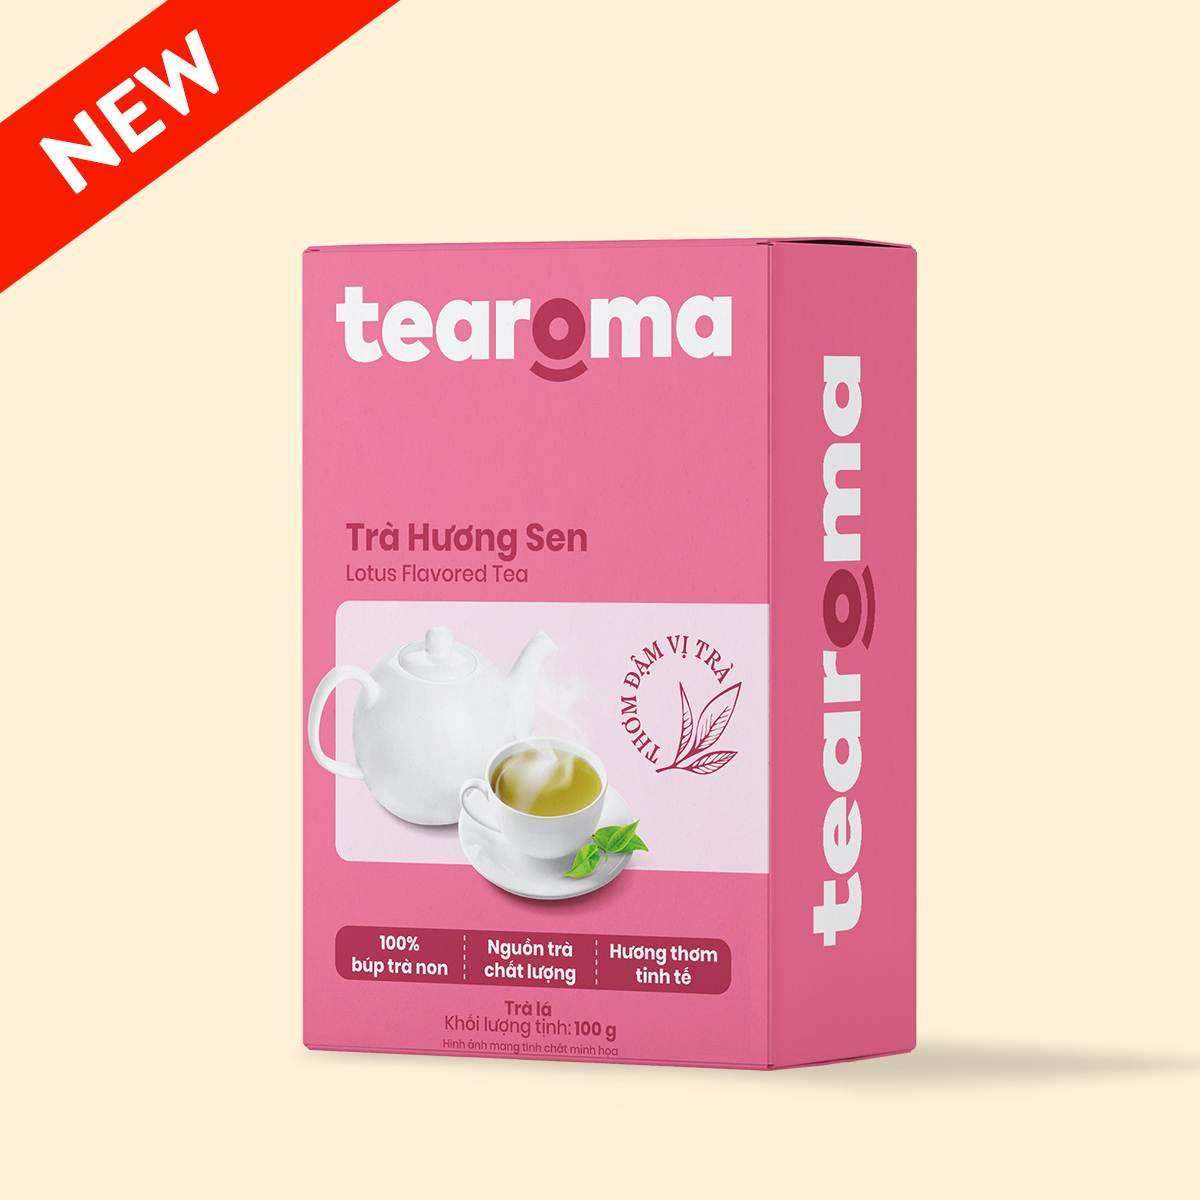 NEW
tearoma
Trà Hương Sen
Lotus Flavored Tea
THƠM ĐẬM VỊ TRÀ
100%
búp trà non
Nguồn trà
chất lượng
Hương thơm
tinh tế
Trà lá
Khối lượng tịnh: 100 g
Hình ảnh mang tính chất minh họa
tearoma